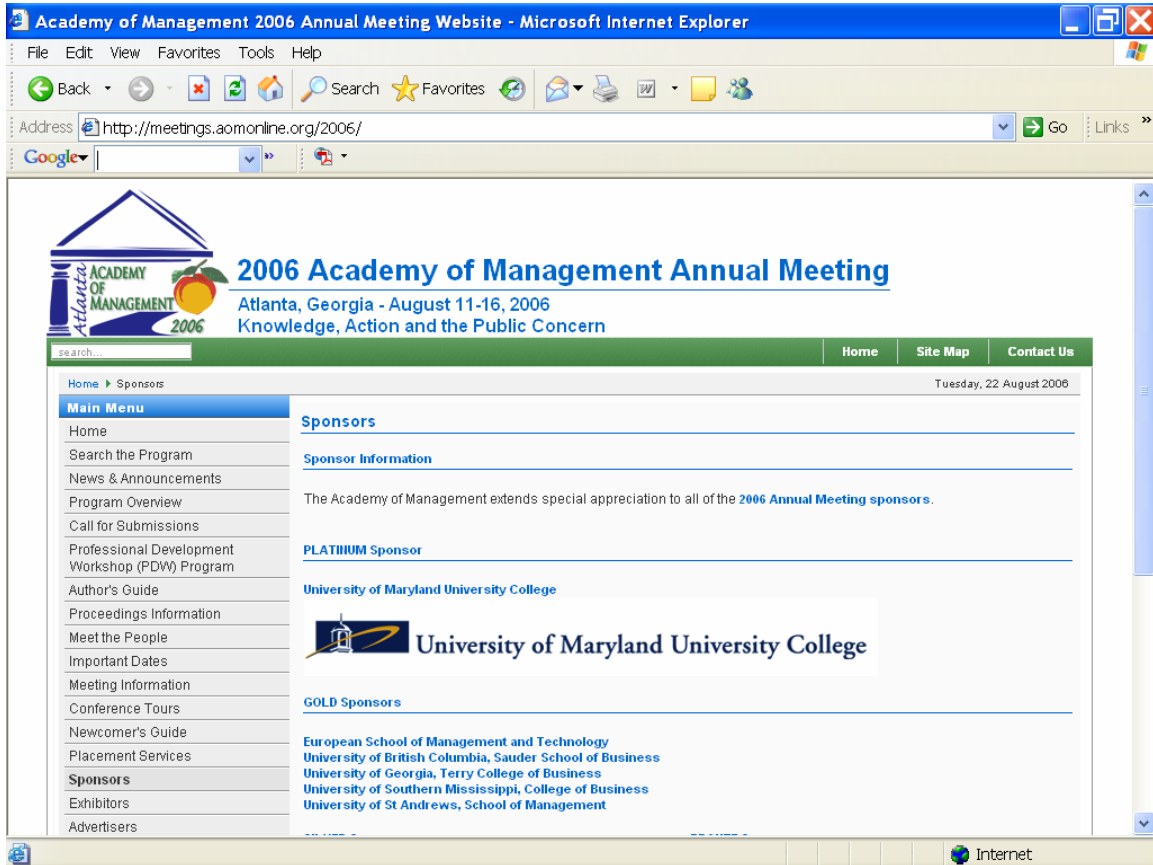 Academy of Management 2006 Annual Meeting Website - Microsoft Internet Explorer
File Edit View Favorites Tools Help
Back Search Favorites
Address http://meetings.aomonline.org/2006/ Go Links »
Google »
Atlanta
ACADEMY
OF
MANAGEMENT
2006
2006 Academy of Management Annual Meeting
Atlanta, Georgia - August 11-16, 2006
Knowledge, Action and the Public Concern
search... Home Site Map Contact Us
Home Sponsors Tuesday, 22 August 2006
Main Menu
Home
Search the Program
News & Announcements
Program Overview
Call for Submissions
Professional Development
Workshop (PDW) Program
Author's Guide
Proceedings Information
Meet the People
Important Dates
Meeting Information
Conference Tours
Newcomer's Guide
Placement Services
Sponsors
Exhibitors
Advertisers
Sponsors
Sponsor Information
The Academy of Management extends special appreciation to all of the 2006 Annual Meeting sponsors.
PLATINUM Sponsor
University of Maryland University College
University of Maryland University College
GOLD Sponsors
European School of Management and Technology
University of British Columbia, Sauder School of Business
University of Georgia, Terry College of Business
University of Southern Mississippi, College of Business
University of St Andrews, School of Management
Internet